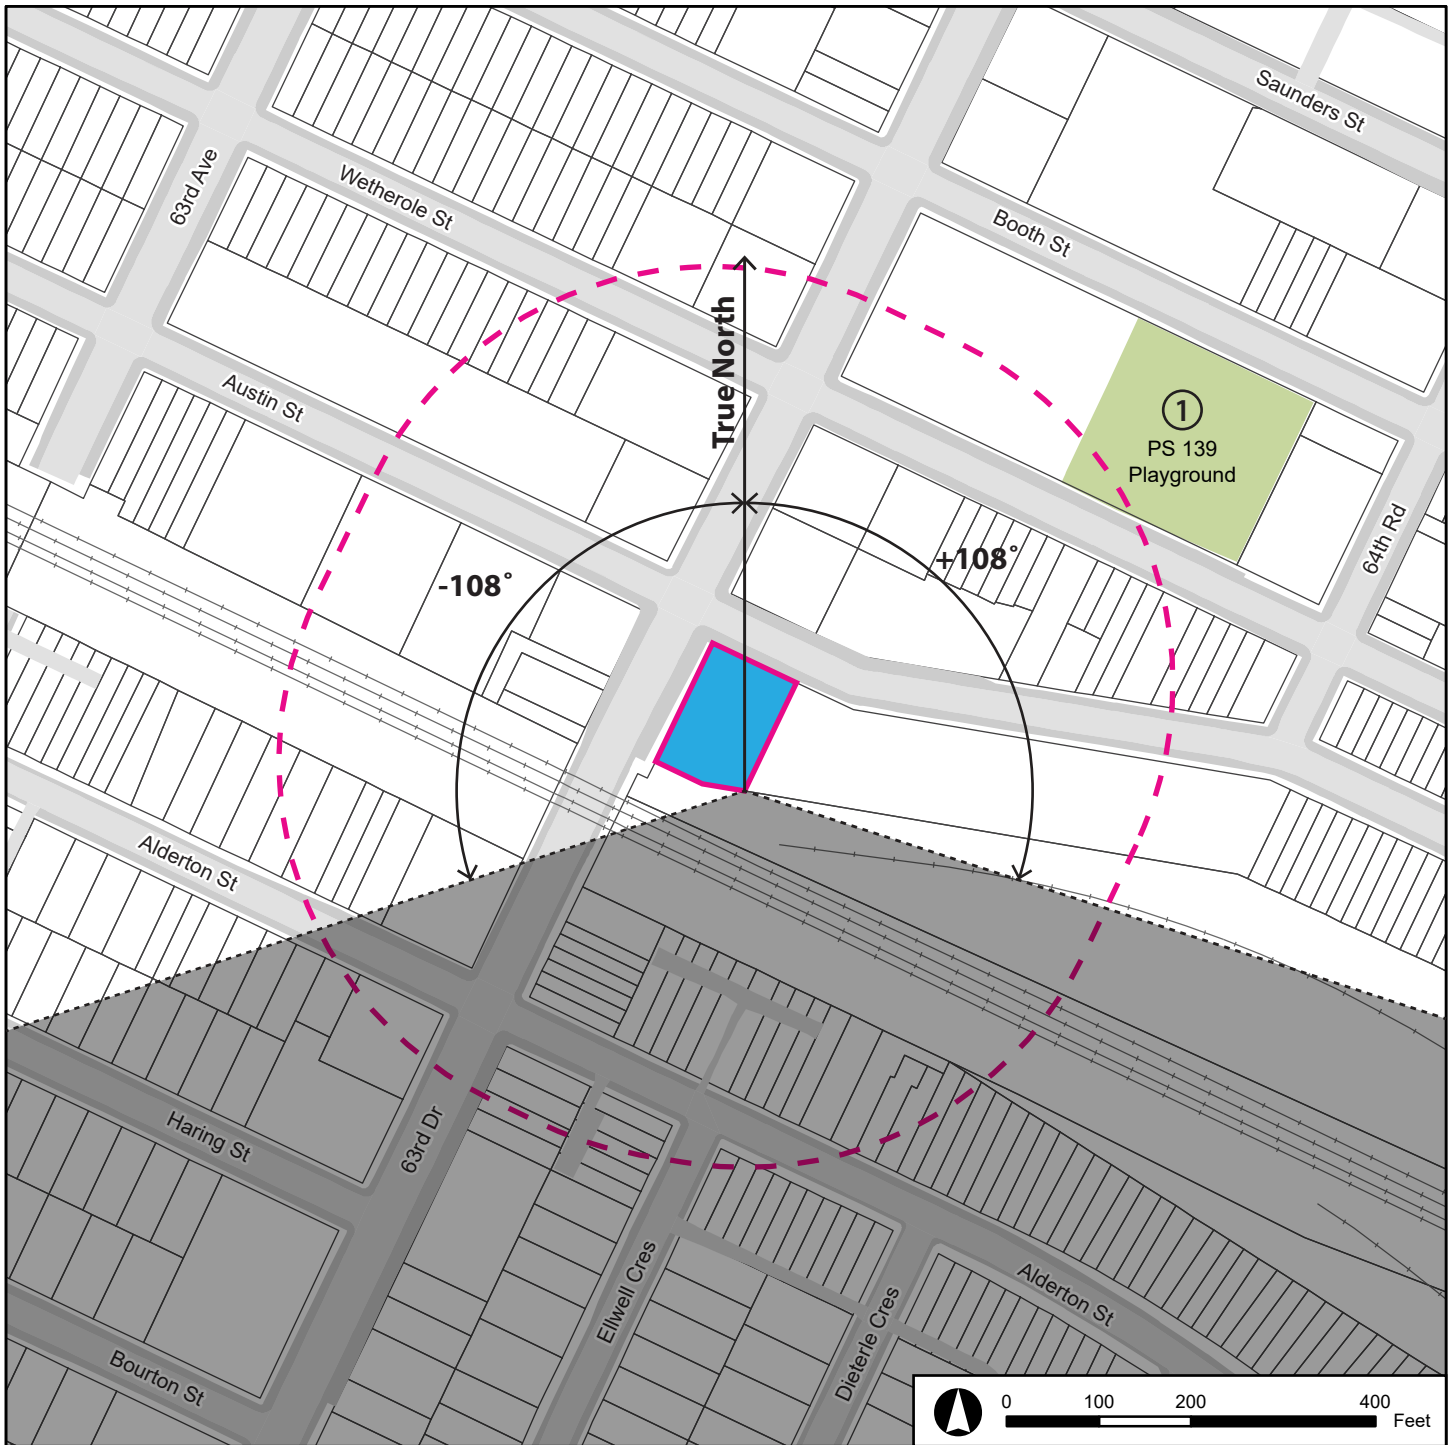 Saunders St
63rd Ave
Wetherole St
Booth St
True North
Austin St
1
PS 139
Playground
64th Rd
+108°
-108°
Alderton St
Haring St
63rd Dr
Ellwell Cres
Dieterle Cres
Alderton St
Bourton St
0 100 200 400
Feet